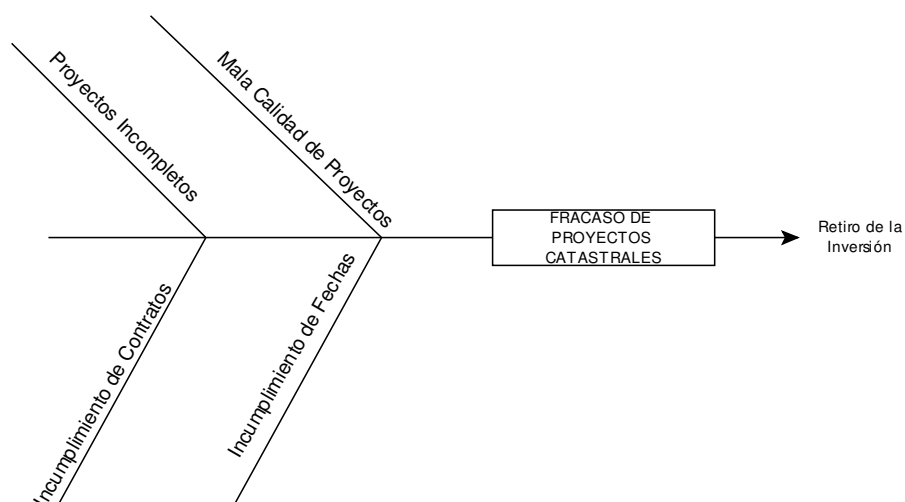 Proyectos Incompletos
Mala Calidad de Proyectos
FRACASO DE
PROYECTOS
CATASTRALES
Retiro de la
Inversión
Incumplimiento de Contratos
Incumplimiento de Fechas